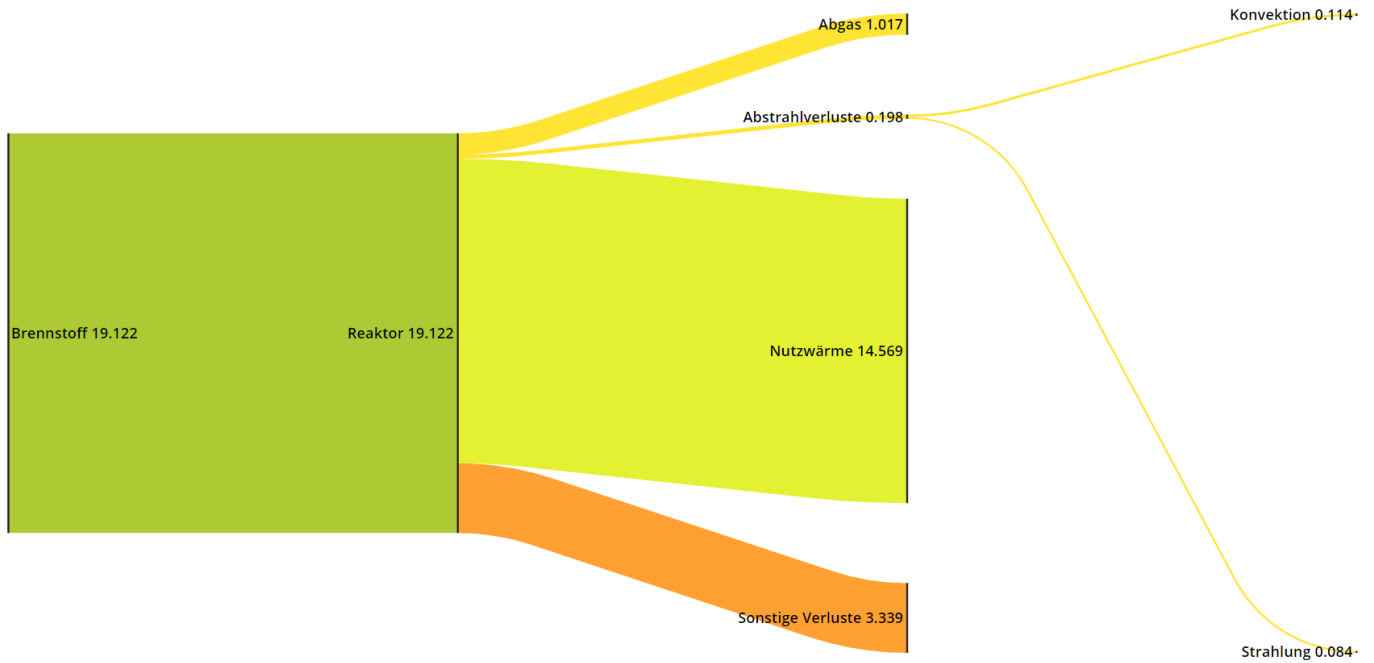 Konvektion 0.114
Abgas 1.017
Abstrahlverluste 0.198
Brennstoff 19.122
Reaktor 19.122
Nutzwärme 14.569
Sonstige Verluste 3.339
Strahlung 0.084